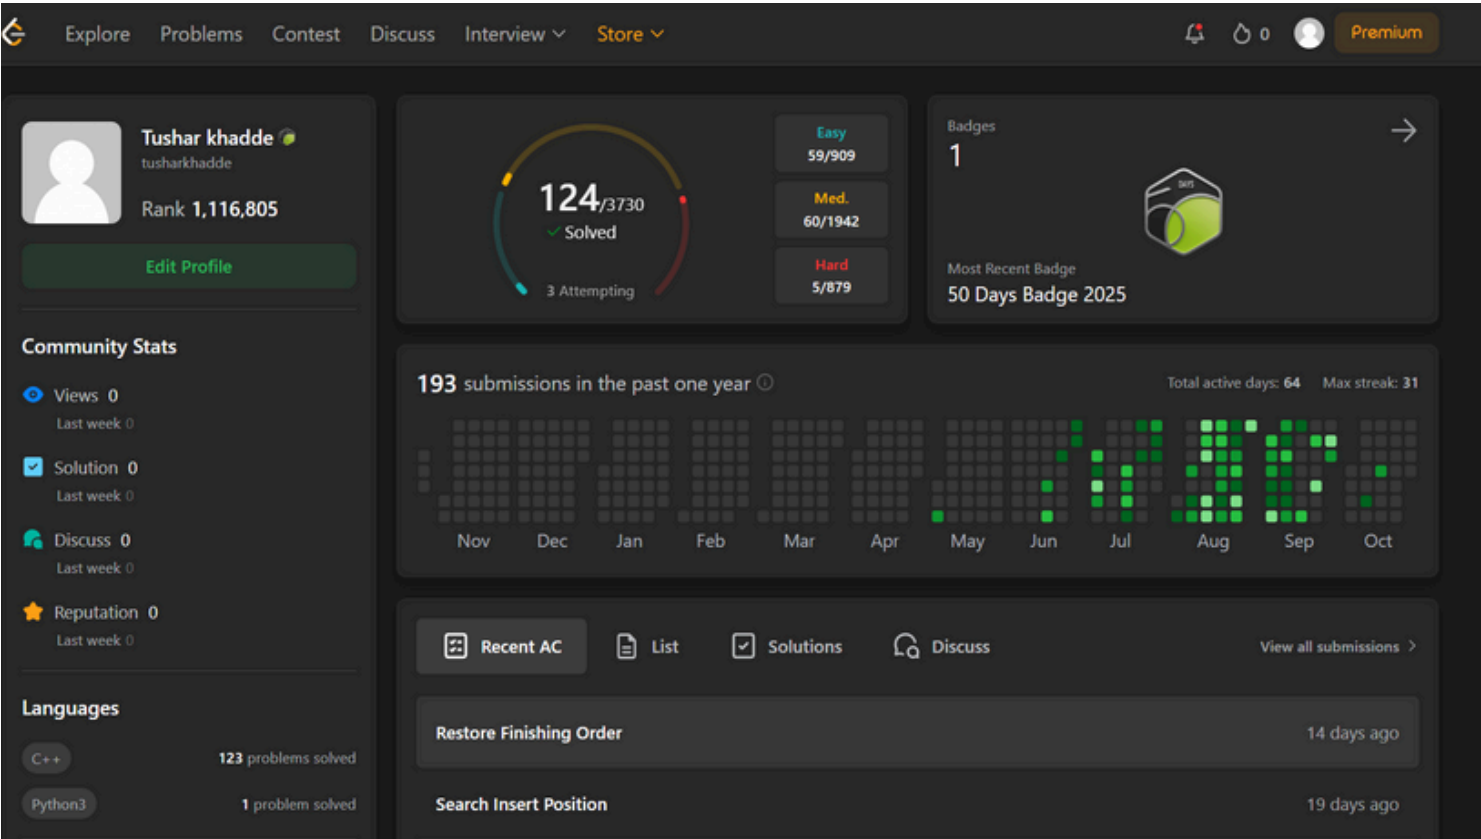 Explore Problems Contest Discuss Interview Store 0 Premium
Tushar khadde
tusharkhadde
Rank 1,116,805
Edit Profile
Community Stats
Views 0
Last week 0
Solution 0
Last week 0
Discuss 0
Last week 0
Reputation 0
Last week 0
Languages
C++ 123 problems solved
Python3 1 problem solved
124/3730
Solved
3 Attempting
Easy
59/909
Med.
60/1942
Hard
5/879
Badges
1
DAYS
Most Recent Badge
50 Days Badge 2025
193 submissions in the past one year Total active days: 64 Max streak: 31
Nov Dec Jan Feb Mar Apr May Jun Jul Aug Sep Oct
Recent AC List Solutions Discuss View all submissions
Restore Finishing Order 14 days ago
Search Insert Position 19 days ago